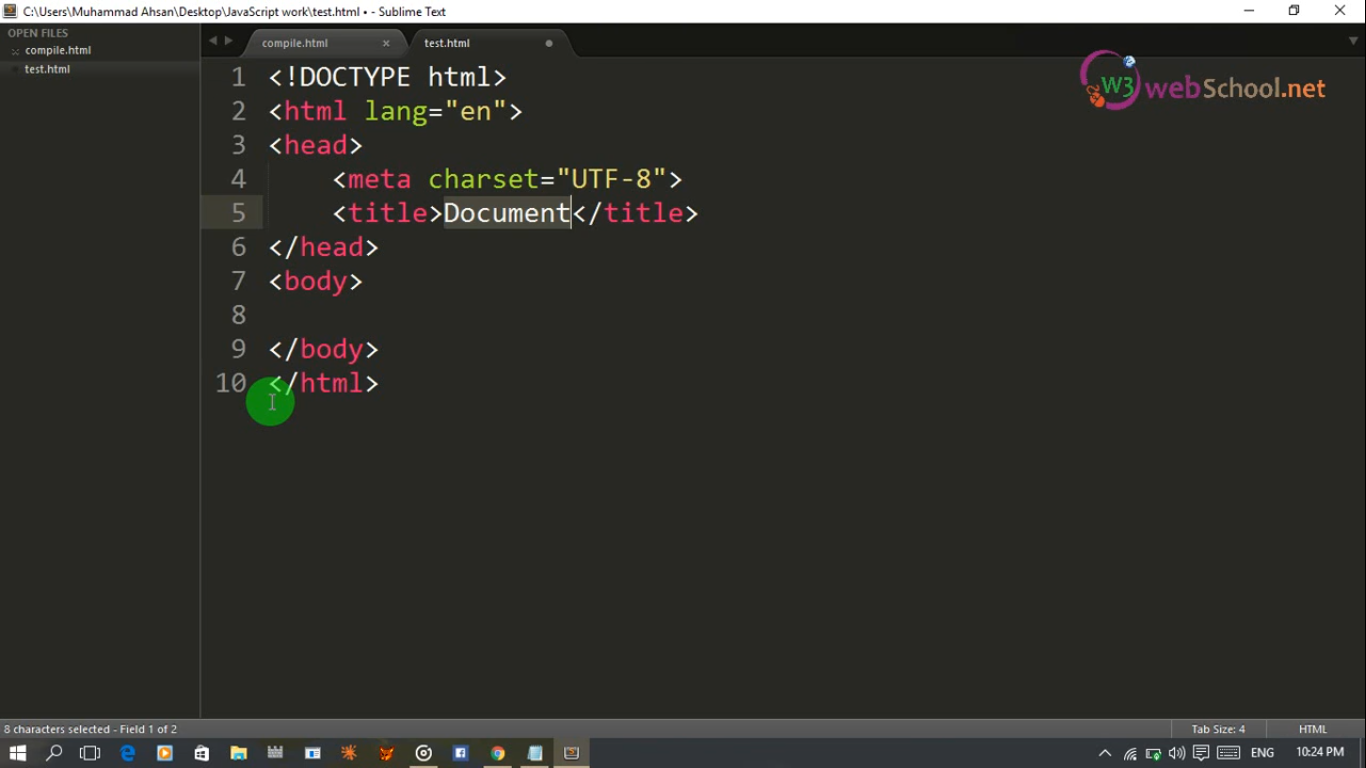 C:\Users\Muhammad Ahsan\Desktop\JavaScript work\test.html • - Sublime Text
OPEN FILES
compile.html
test.html
compile.html
test.html
W3 webSchool.net
1 <!DOCTYPE html>
2 <html lang="en">
3 <head>
4 <meta charset="UTF-8">
5 <title>Document</title>
6 </head>
7 <body>
8
9 </body>
10 </html>
8 characters selected - Field 1 of 2
Tab Size: 4
HTML
ENG
10:24 PM